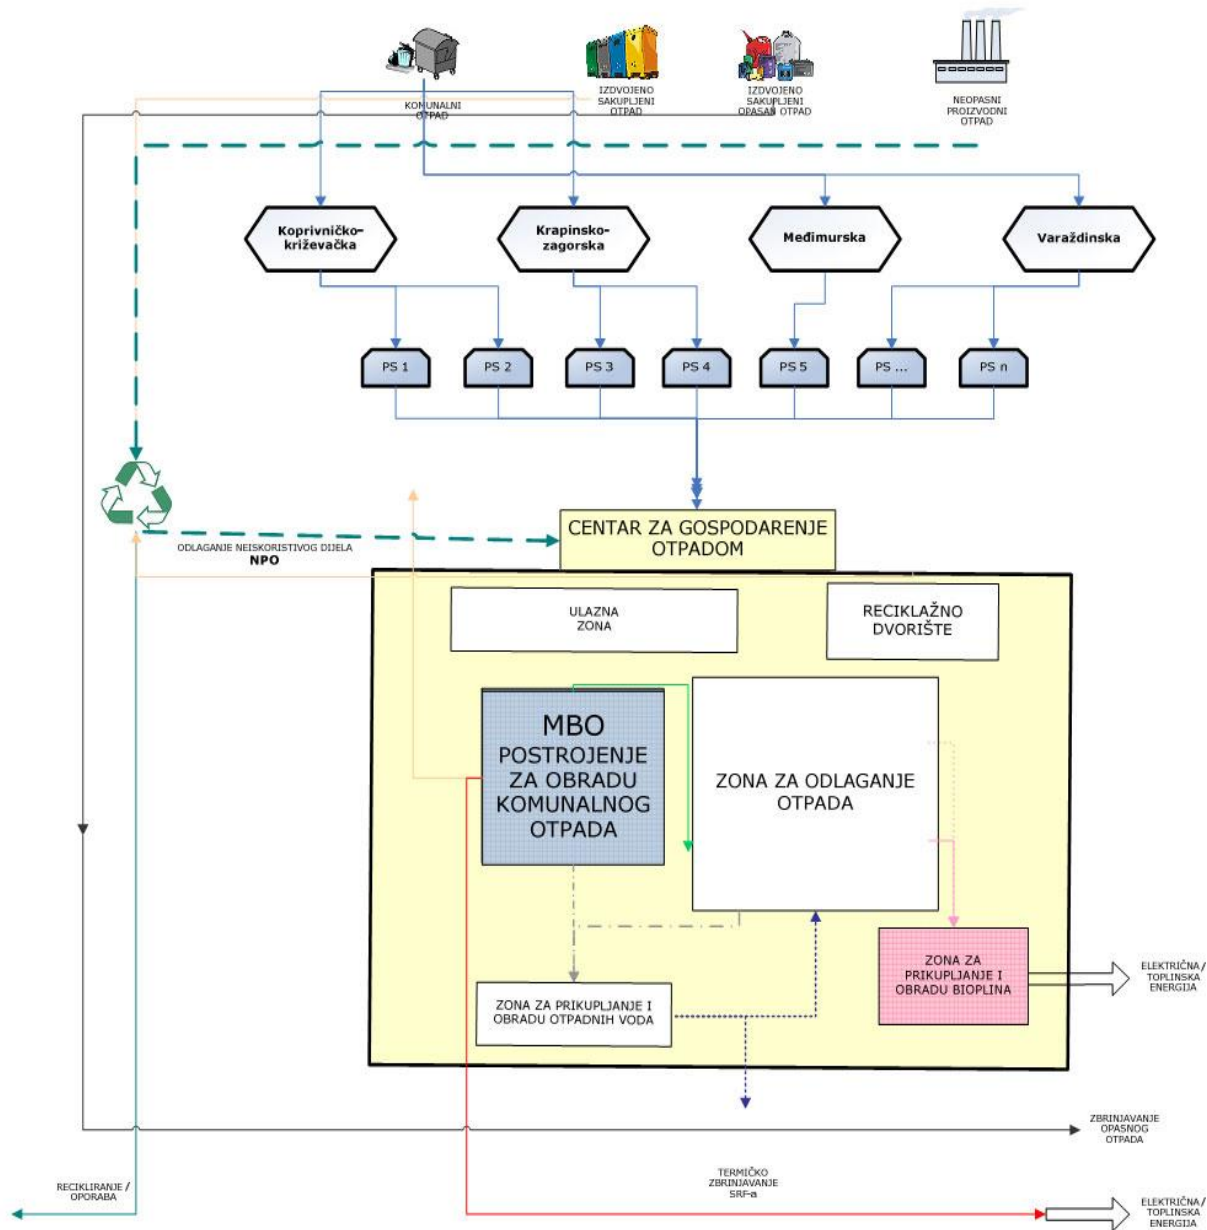 KOMUNALNI
OTPAD
IZDVOJENO
SAKUPLJENI
OTPAD
IZDVOJENO
SAKUPLJENI
OPASAN OTPAD
NEOPASNI
PROIZVODNI
OTPAD
Koprivničko-
križevačka
Krapinsko-
zagorska
Međimurska
Varaždinska
PS 1
PS 2
PS 3
PS 4
PS 5
PS ...
PS n
CENTAR ZA GOSPODARENJE
OTPADOM
ODLAGANJE NEISKORISTIVOG DIJELA
NPO
ULAZNA
ZONA
RECIKLAŽNO
DVORIŠTE
MBO
POSTROJENJE
ZA OBRADU
KOMUNALNOG
OTPADA
ZONA ZA ODLAGANJE
OTPADA
ZONA ZA
PRIKUPLJANJE I
OBRADU BIOPLINA
ELEKTRIČNA/
TOPLINSKA
ENERGIJA
ZONA ZA PRIKUPLJANJE I
OBRADU OTPADNIH VODA
ZBRINJAVANJE
OPASNOG
OTPADA
RECIKLIRANJE/
OPORABA
TERMIČKO
ZBRINJAVANJE
SRF-a
ELEKTRIČNA/
TOPLINSKA
ENERGIJA